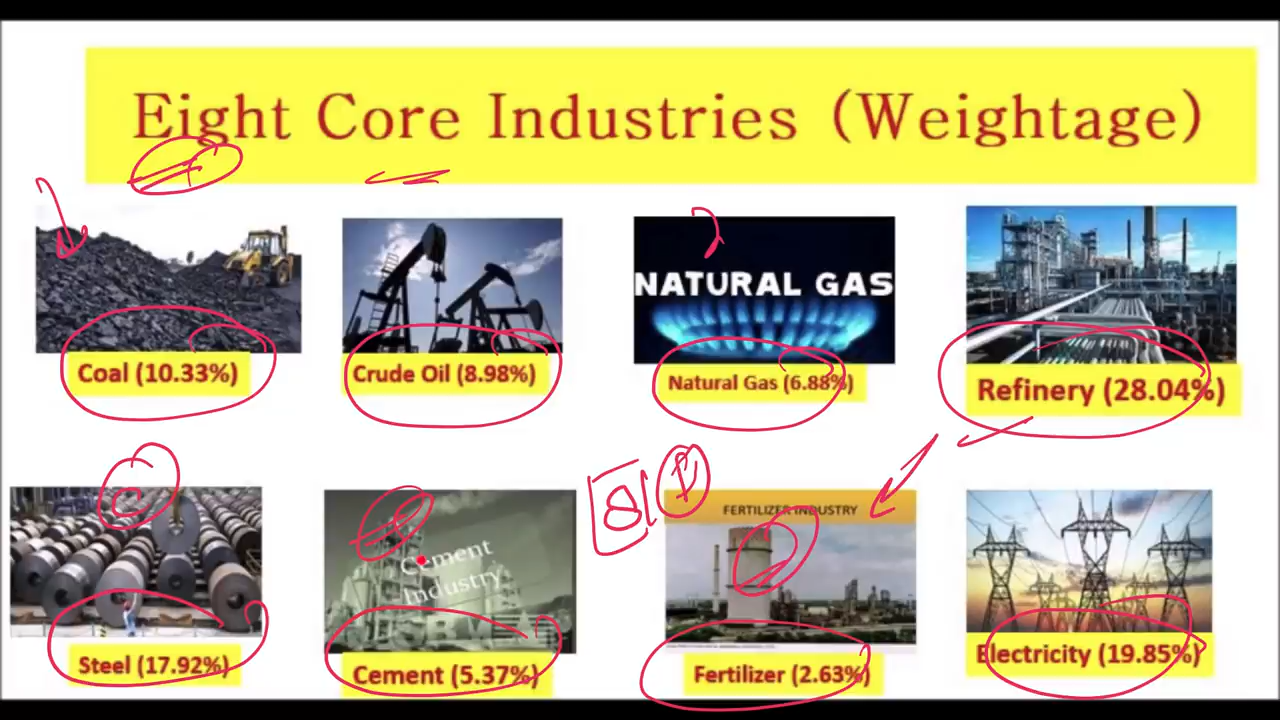 Eight Core Industries (Weightage)
NATURAL GAS
Coal (10.33%)
Crude Oil (8.98%)
Natural Gas (6.88%)
Refinery (28.04%)
8
FERTILIZER INDUSTRY
Cement
Industry
Steel (17.92%)
Cement (5.37%)
Fertilizer (2.63%)
Electricity (19.85%)